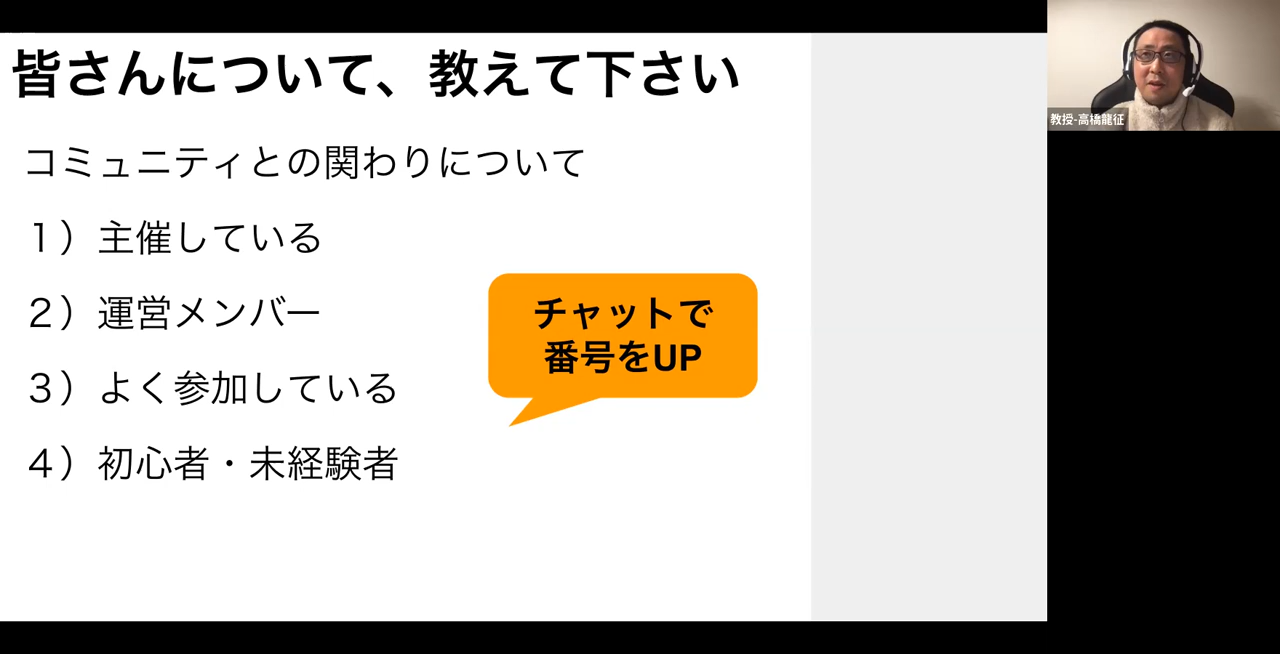 皆さんについて、教えて下さい
コミュニティとの関わりについて
１）主催している
２）運営メンバー
３）よく参加している
４）初心者・未経験者
チャットで
番号をUP
教授-高橋龍征